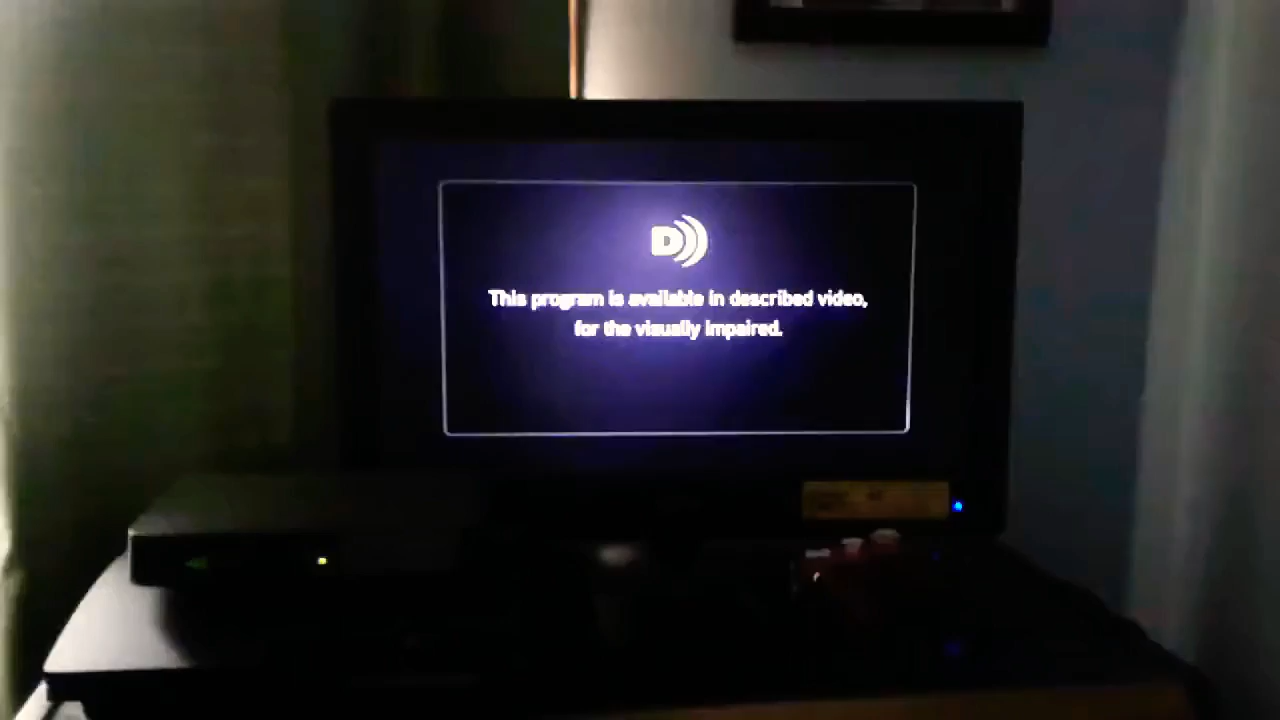 D
This program is available in described video,
for the visually impaired.